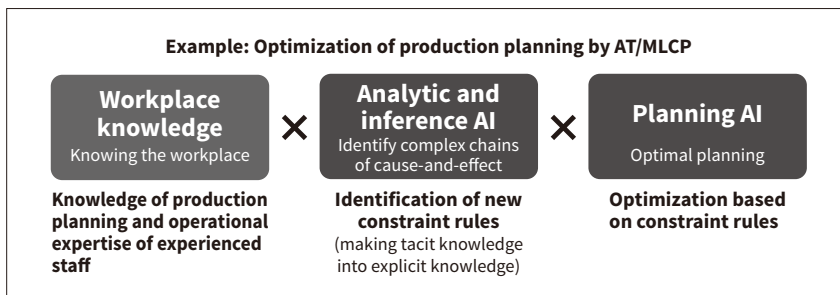 Example: Optimization of production planning by AT/MLCP
Workplace
knowledge
Knowing the workplace
×
Analytic and
inference AI
Identify complex chains
of cause-and-effect
×
Planning AI
Optimal planning
Knowledge of production
planning and operational
expertise of experienced
staff
Identification of new
constraint rules
(making tacit knowledge
into explicit knowledge)
Optimization based
on constraint rules